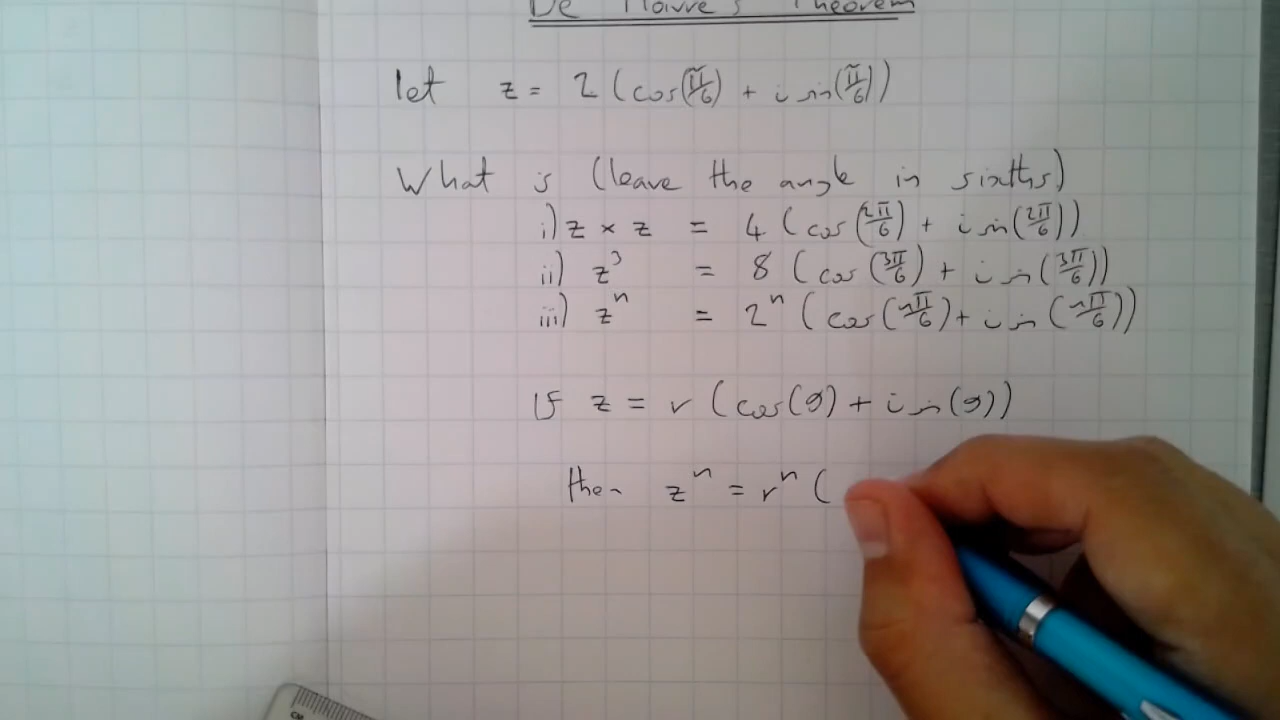 De Moivre's Theorem
let z = 2 (cos(π/6) + i sin(π/6))
What is (leave the angle in sixths)
i) z × z = 4 (cos(2π/6) + i sin(2π/6))
ii) z³ = 8 (cos(3π/6) + i sin(3π/6))
iii) zⁿ = 2ⁿ (cos(nπ/6) + i sin(nπ/6))
If z = r (cos(θ) + i sin(θ))
then zⁿ = rⁿ (
CM